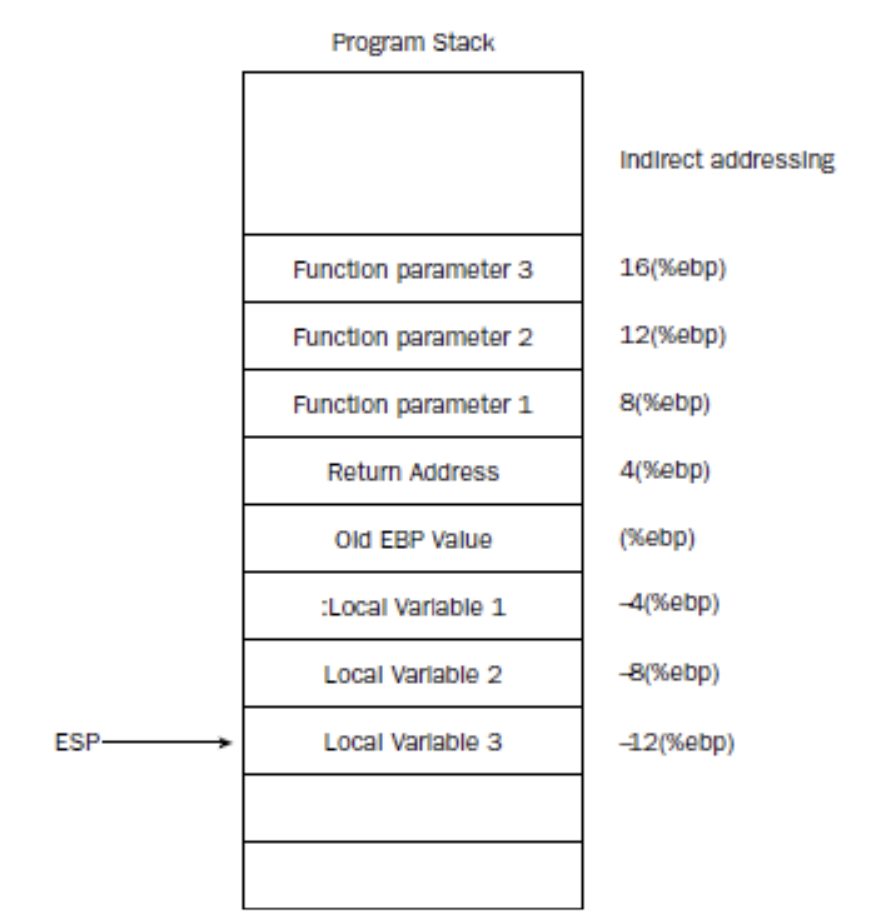 Program Stack
Indirect addressing
Function parameter 3 16(%ebp)
Function parameter 2 12(%ebp)
Function parameter 1 8(%ebp)
Return Address 4(%ebp)
Old EBP Value (%ebp)
:Local Variable 1 –4(%ebp)
Local Variable 2 –8(%ebp)
ESP Local Variable 3 –12(%ebp)